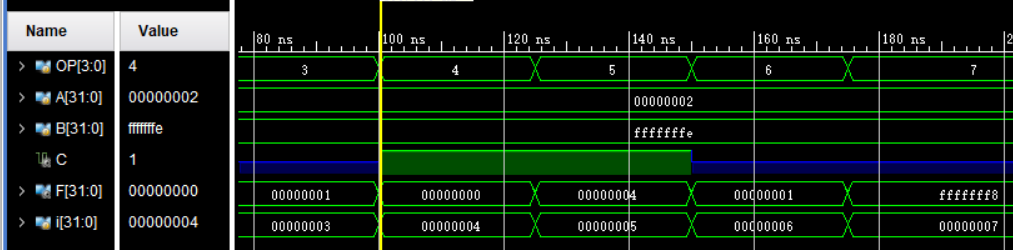 Name Value
80 ns 100 ns 120 ns 140 ns 160 ns 180 ns 2
OP[3:0] 4 3 4 5 6 7
A[31:0] 00000002 00000002
B[31:0] fffffffe fffffffe
C 1
F[31:0] 00000000 00000001 00000000 00000004 00000001 fffffff8
i[31:0] 00000004 00000003 00000004 00000005 00000006 00000007